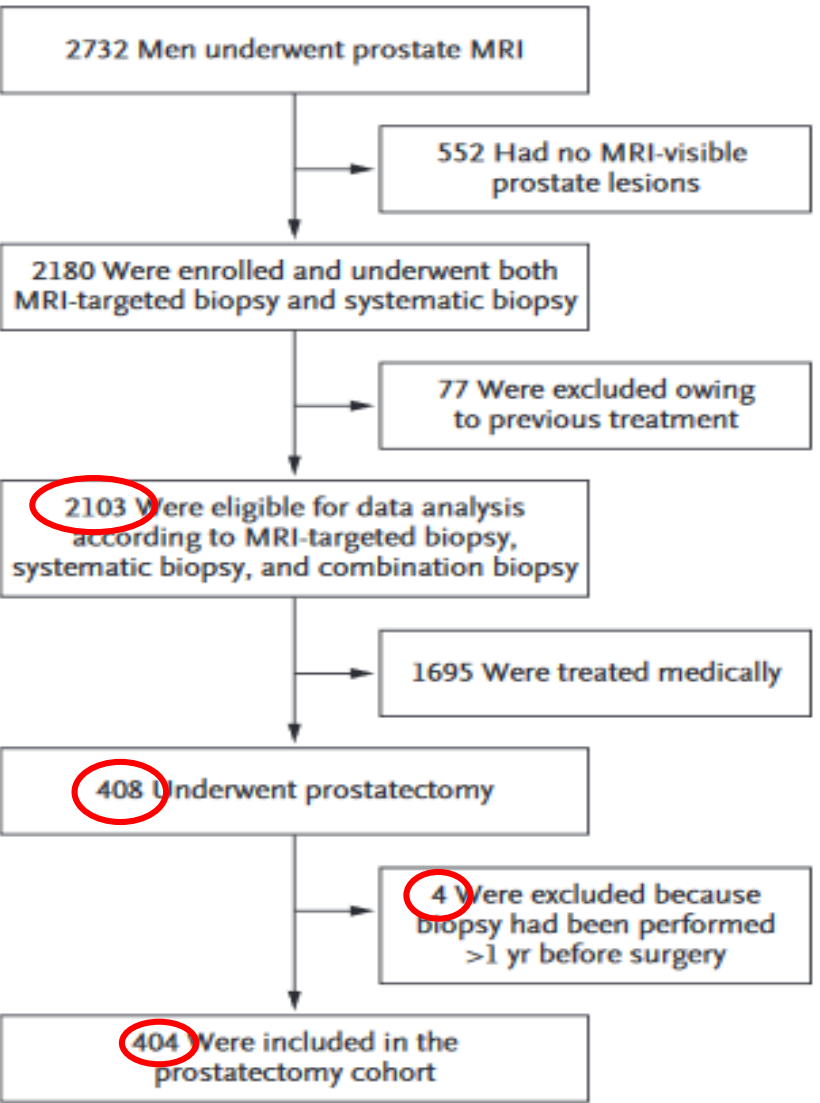 2732 Men underwent prostate MRI
552 Had no MRI-visible
prostate lesions
2180 Were enrolled and underwent both
MRI-targeted biopsy and systematic biopsy
77 Were excluded owing
to previous treatment
2103 Were eligible for data analysis
according to MRI-targeted biopsy,
systematic biopsy, and combination biopsy
1695 Were treated medically
408 Underwent prostatectomy
4 Were excluded because
biopsy had been performed
>1 yr before surgery
404 Were included in the
prostatectomy cohort